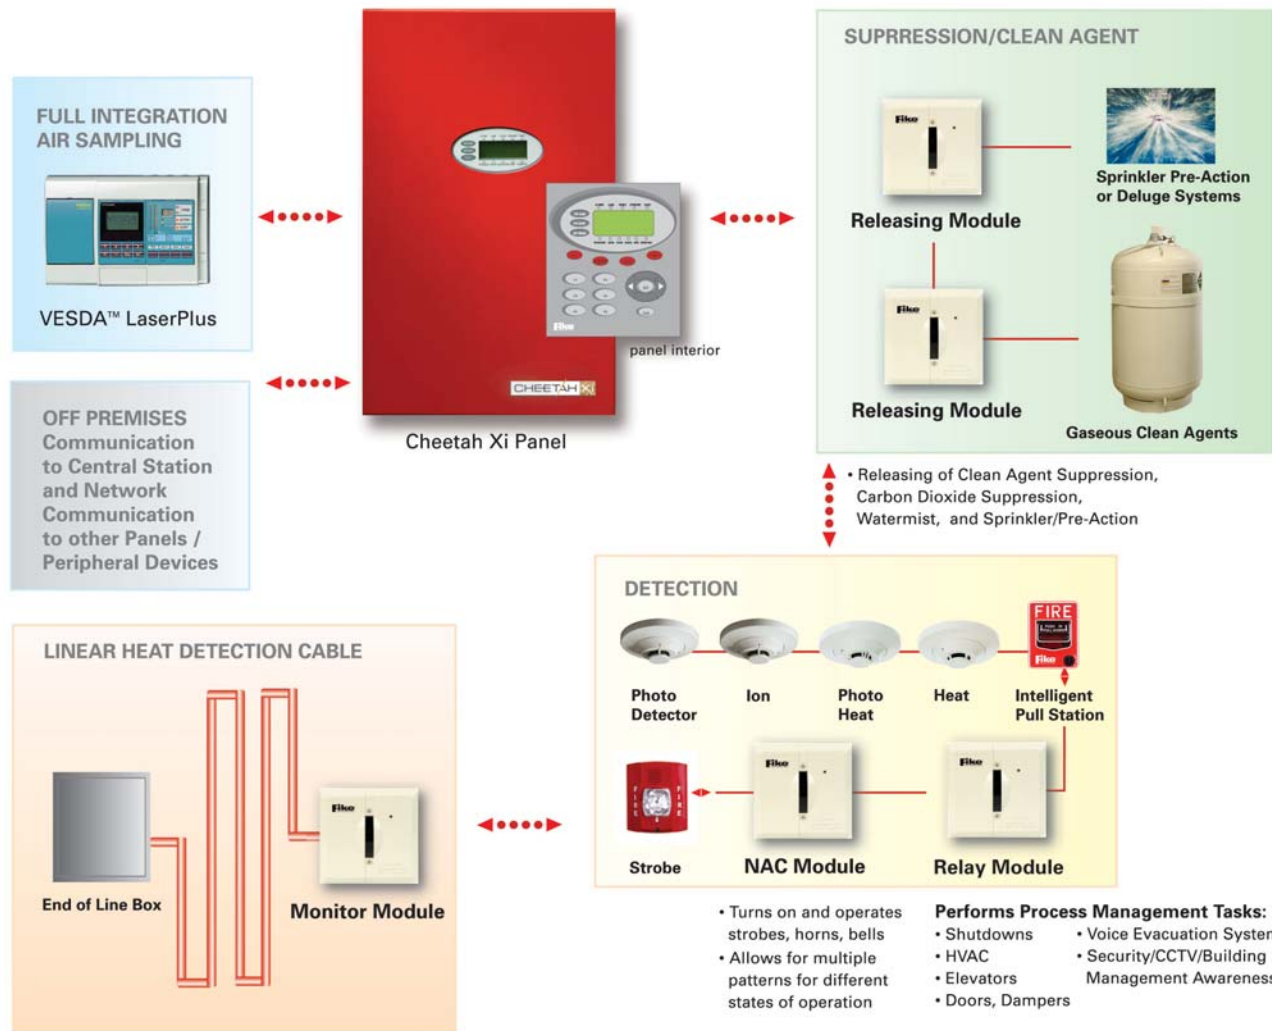 FULL INTEGRATION
AIR SAMPLING
VESDA™ LaserPlus
OFF PREMISES
Communication
to Central Station
and Network
Communication
to other Panels /
Peripheral Devices
Fike
panel interior
CHEETAH Xi
Cheetah Xi Panel
SUPRRESSION/CLEAN AGENT
Fike
Releasing Module
Sprinkler Pre-Action
or Deluge Systems
Fike
Releasing Module
Gaseous Clean Agents
• Releasing of Clean Agent Suppression,
Carbon Dioxide Suppression,
Watermist, and Sprinkler/Pre-Action
LINEAR HEAT DETECTION CABLE
End of Line Box
Fike
Monitor Module
DETECTION
FIRE
Fike
Photo
Detector
Ion
Photo
Heat
Heat
Intelligent
Pull Station
FIRE
FIRE
Strobe
Fike
NAC Module
Fike
Relay Module
• Turns on and operates
strobes, horns, bells
• Allows for multiple
patterns for different
states of operation
Performs Process Management Tasks:
• Shutdowns
• HVAC
• Elevators
• Doors, Dampers
• Voice Evacuation System
• Security/CCTV/Building
Management Awareness